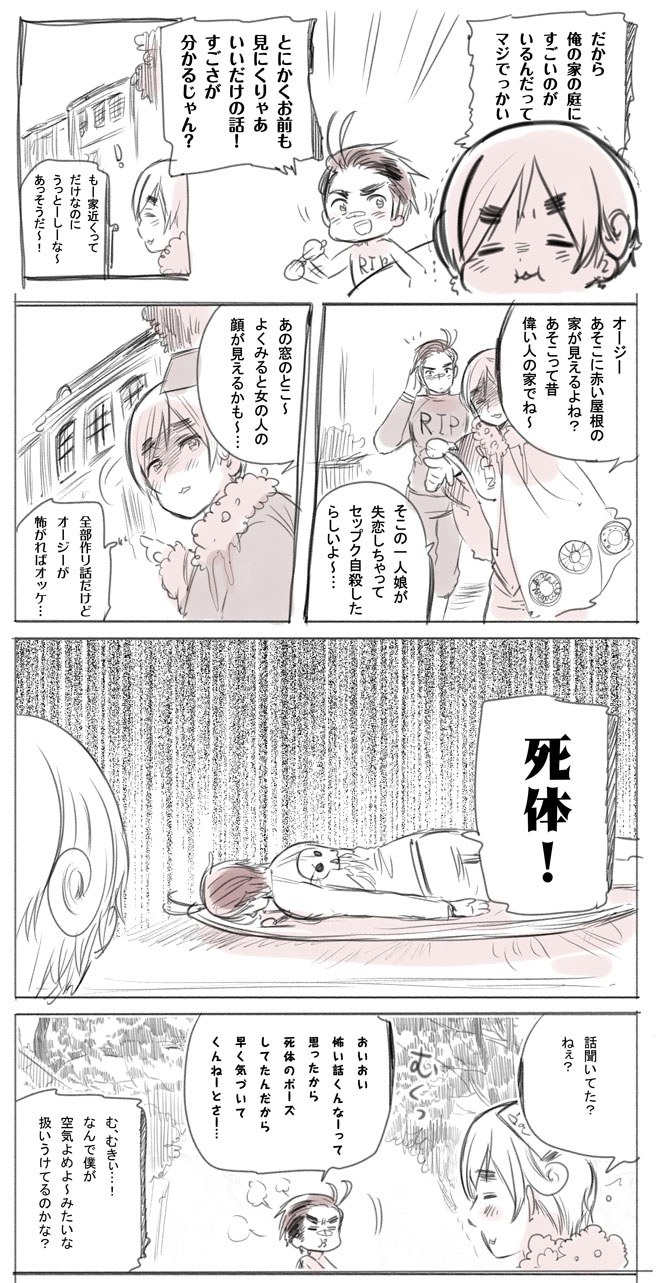 だから
俺の家の庭に
すごいのが
いるんだって
マジでっかい
とにかくお前も
見にくりゃあ
いいだけの話!
すごさが
分かるじゃん?
RIP
もー家近くって
だけなのに
うっとーしーな~
あっそうだ~!
オージー
あそこに赤い屋根の
家が見えるよね?
あそこって昔
偉い人の家でね~
RIP
そこの一人娘が
失恋しちゃって
セップク自殺した
らしいよ~…
あの窓のとこ~
よくみると女の人の
顔が見えるかも~…
全部作り話だけど
オージーが
怖がればオッケ…
死体!
話聞いてた?
ねぇ?
むくっ
おいおい
怖い話くんなーって
思ったから
死体のポーズ
してたんだから
早く気づいて
くんねーとさー…
む、むきぃ…!
なんで僕が
空気よめよ~みたいな
扱いうけてるのかな?